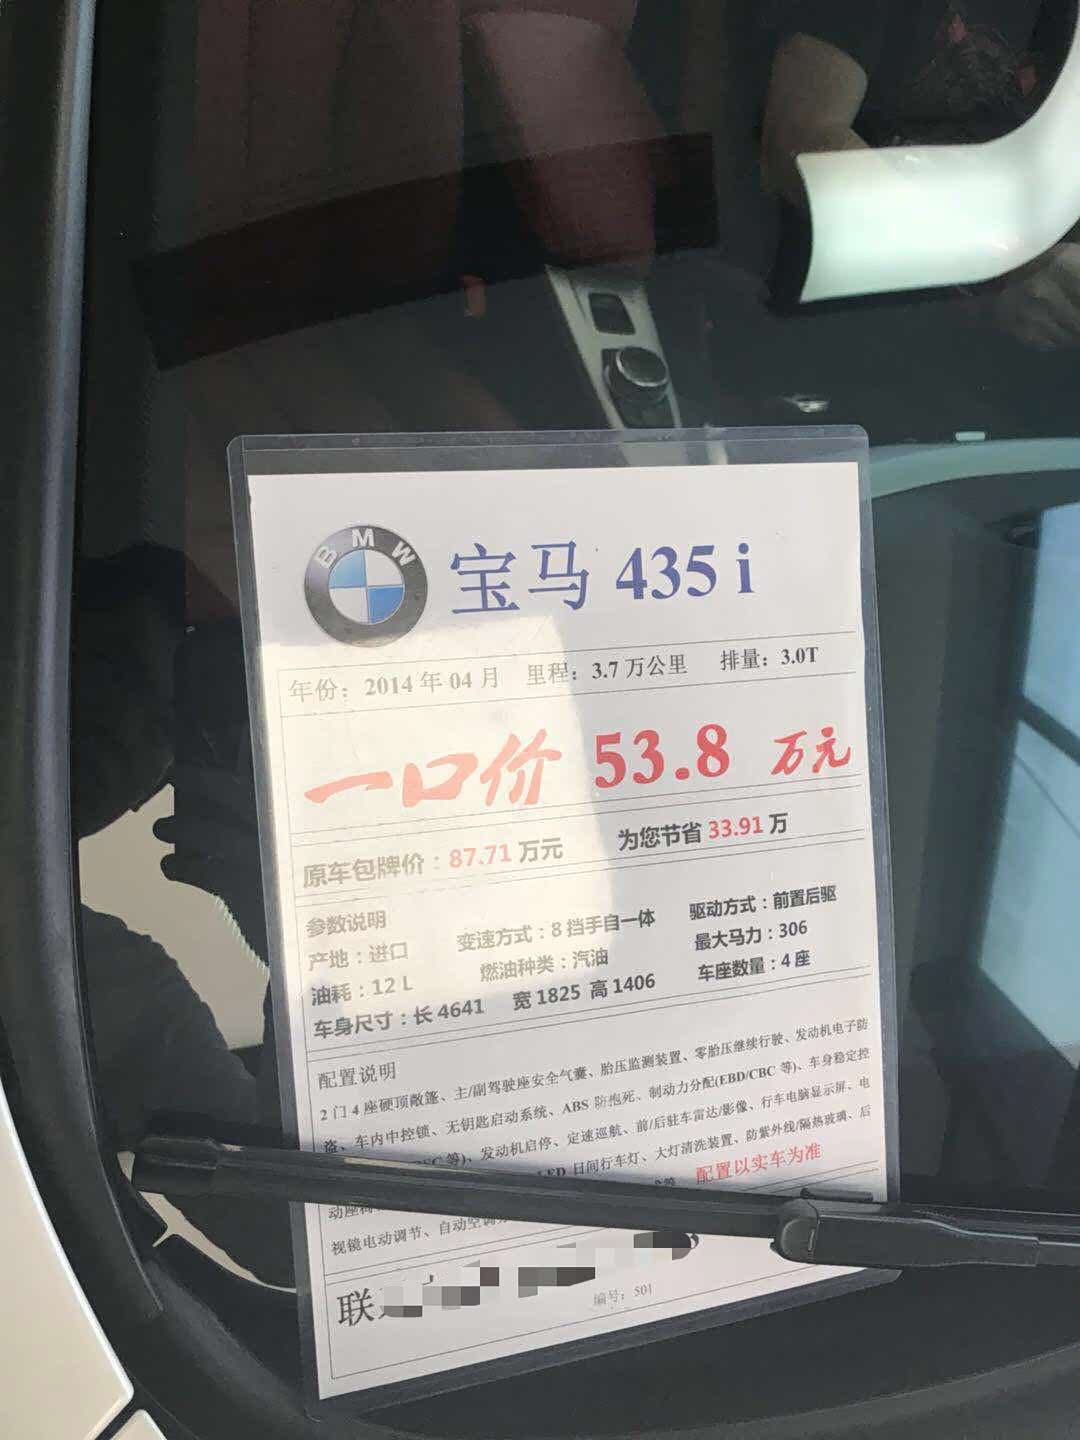 BMW
宝马 435 i
年份：2014 年 04 月 里程：3.7 万公里 排量：3.0T
一口价 53.8 万元
原车包牌价：87.71 万元 为您节省 33.91 万
参数说明
产地：进口 变速方式：8 挡手自一体 驱动方式：前置后驱
油耗：12 L 燃油种类：汽油 最大马力：306
车身尺寸：长 4641 宽 1825 高 1406 车座数量：4 座
配置说明
2 门 4 座硬顶敞篷、主/副驾驶座安全气囊、胎压监测装置、零胎压继续行驶、发动机电子防
盗、车内中控锁、无钥匙启动系统、ABS 防抱死、制动力分配(EBD/CBC 等)、车身稳定控
等)、发动机启停、定速巡航、前/后驻车雷达/影像、行车电脑显示屏、电
动座椅 LED 日间行车灯、大灯清洗装置、防紫外线/隔热玻璃、后
视镜电动调节、自动空调 等 配置以实车为准
联
编号：501